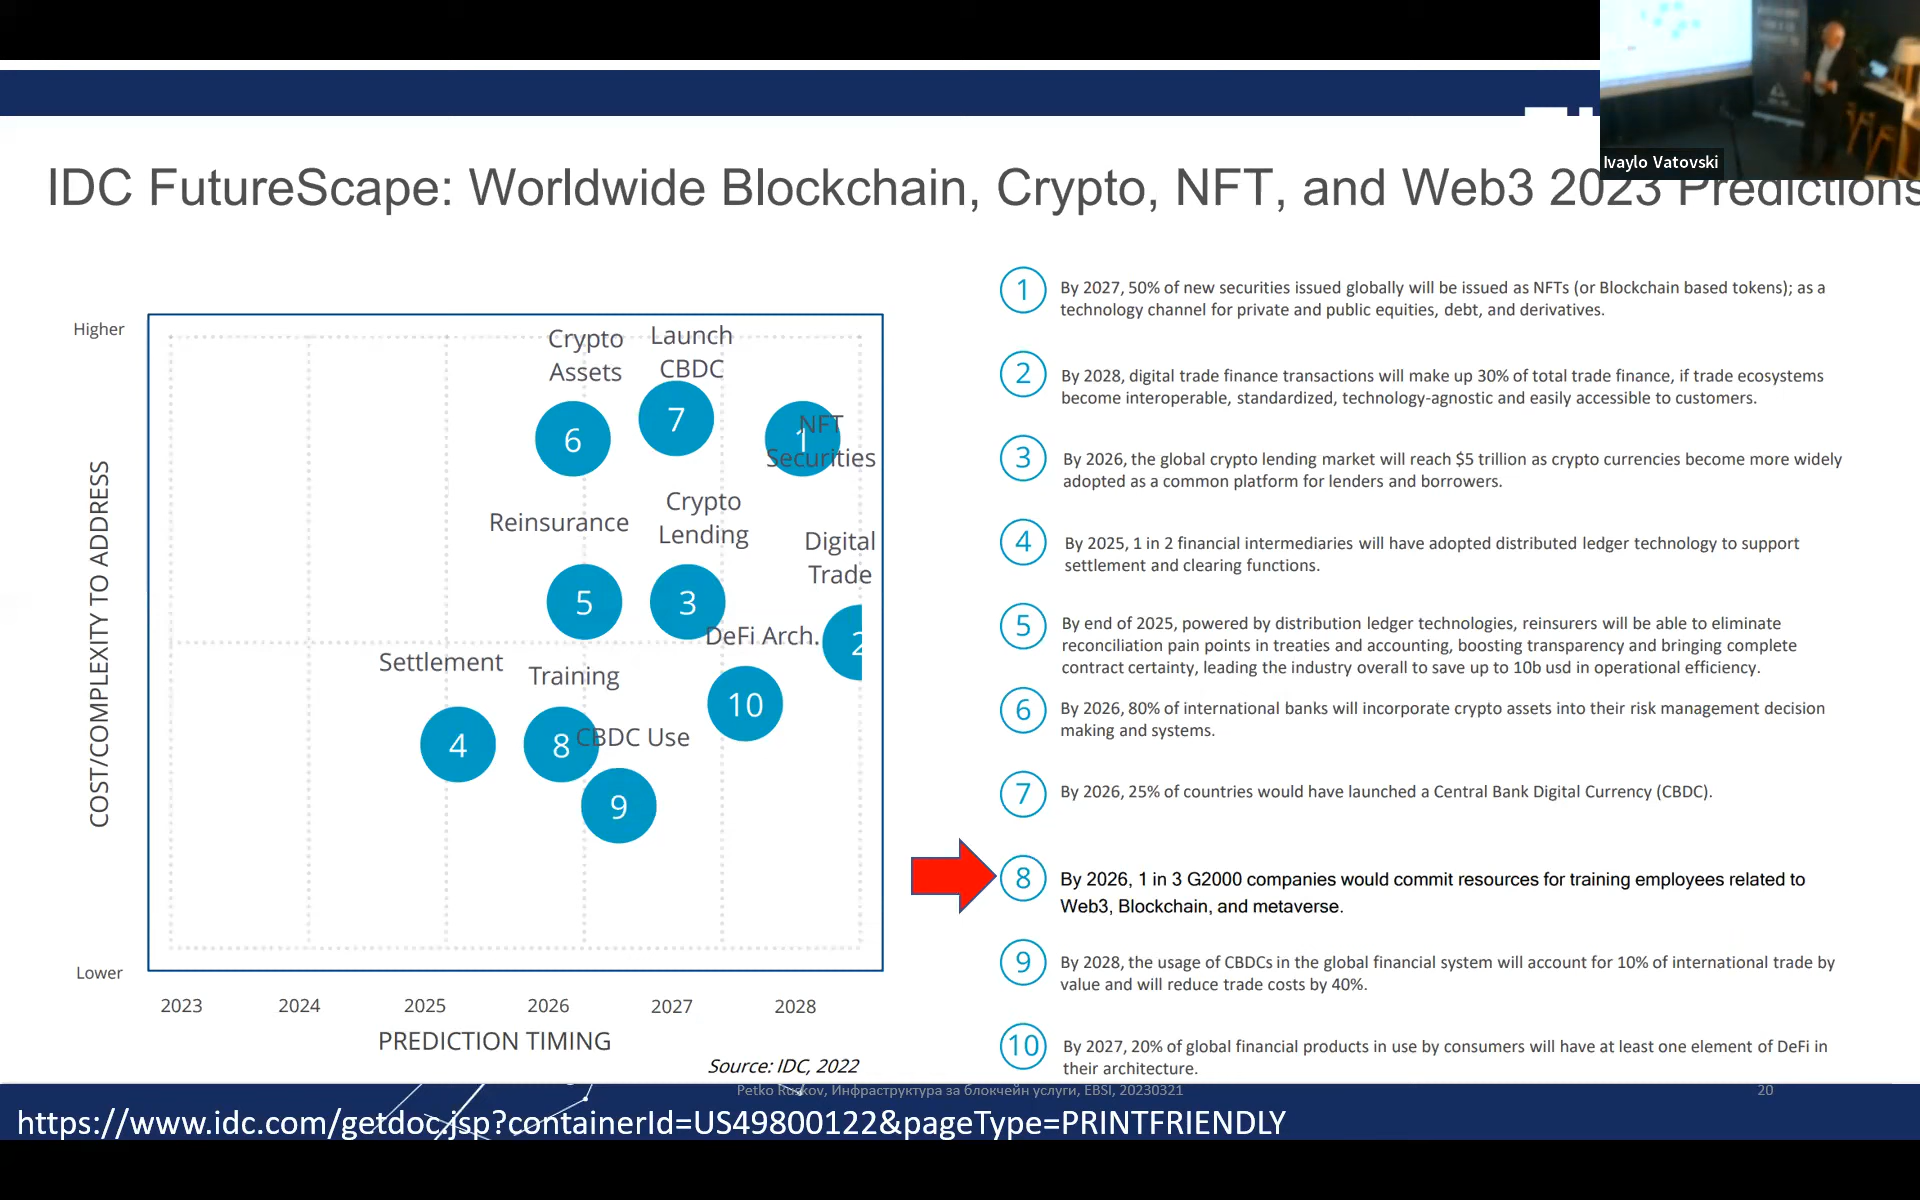 Ivaylo Vatovski
IDC FutureScape: Worldwide Blockchain, Crypto, NFT, and Web3 2023 Predictions
Higher
Crypto
Assets
Launch
CBDC
6
7
1
NFT
Securities
Reinsurance
Crypto
Lending
Digital
Trade
5
3
DeFi Arch.
2
Settlement
Training
10
4
8
CBDC Use
9
COST/COMPLEXITY TO ADDRESS
Lower
2023 2024 2025 2026 2027 2028
PREDICTION TIMING
Source: IDC, 2022
1 By 2027, 50% of new securities issued globally will be issued as NFTs (or Blockchain based tokens); as a
technology channel for private and public equities, debt, and derivatives.
2 By 2028, digital trade finance transactions will make up 30% of total trade finance, if trade ecosystems
become interoperable, standardized, technology-agnostic and easily accessible to customers.
3 By 2026, the global crypto lending market will reach $5 trillion as crypto currencies become more widely
adopted as a common platform for lenders and borrowers.
4 By 2025, 1 in 2 financial intermediaries will have adopted distributed ledger technology to support
settlement and clearing functions.
5 By end of 2025, powered by distribution ledger technologies, reinsurers will be able to eliminate
reconciliation pain points in treaties and accounting, boosting transparency and bringing complete
contract certainty, leading the industry overall to save up to 10b usd in operational efficiency.
6 By 2026, 80% of international banks will incorporate crypto assets into their risk management decision
making and systems.
7 By 2026, 25% of countries would have launched a Central Bank Digital Currency (CBDC).
8 By 2026, 1 in 3 G2000 companies would commit resources for training employees related to
Web3, Blockchain, and metaverse.
9 By 2028, the usage of CBDCs in the global financial system will account for 10% of international trade by
value and will reduce trade costs by 40%.
10 By 2027, 20% of global financial products in use by consumers will have at least one element of DeFi in
their architecture.
Petko Ruskov, Инфраструктура за блокчейн услуги, EBSI, 20230321
20
https://www.idc.com/getdoc.jsp?containerId=US49800122&pageType=PRINTFRIENDLY